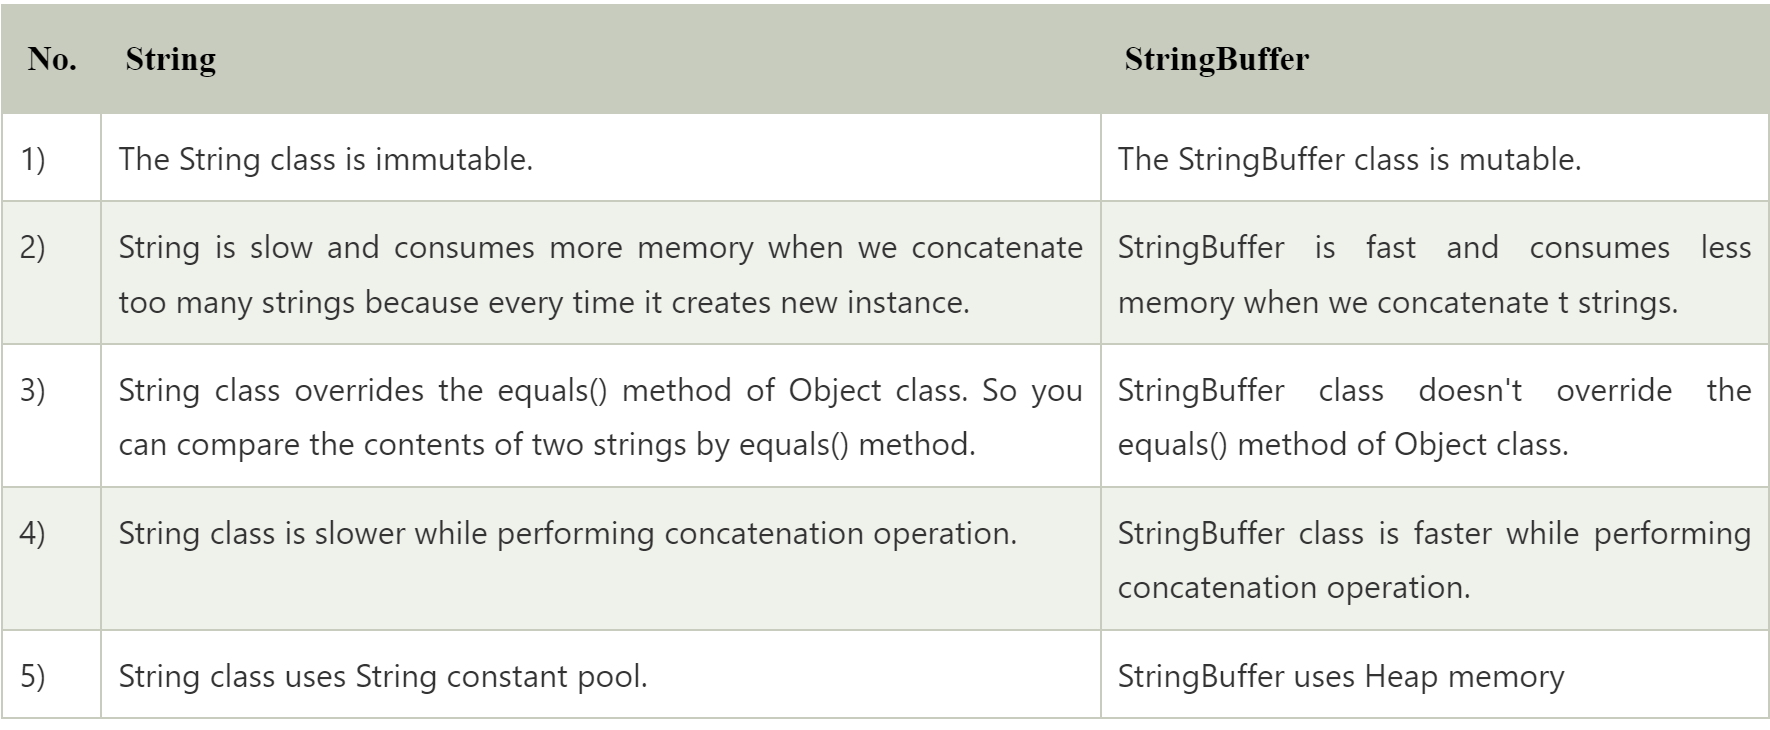 No. String StringBuffer
1) The String class is immutable. The StringBuffer class is mutable.
2) String is slow and consumes more memory when we concatenate
too many strings because every time it creates new instance.
StringBuffer is fast and consumes less
memory when we concatenate t strings.
3) String class overrides the equals() method of Object class. So you
can compare the contents of two strings by equals() method.
StringBuffer class doesn't override the
equals() method of Object class.
4) String class is slower while performing concatenation operation.
StringBuffer class is faster while performing
concatenation operation.
5) String class uses String constant pool. StringBuffer uses Heap memory